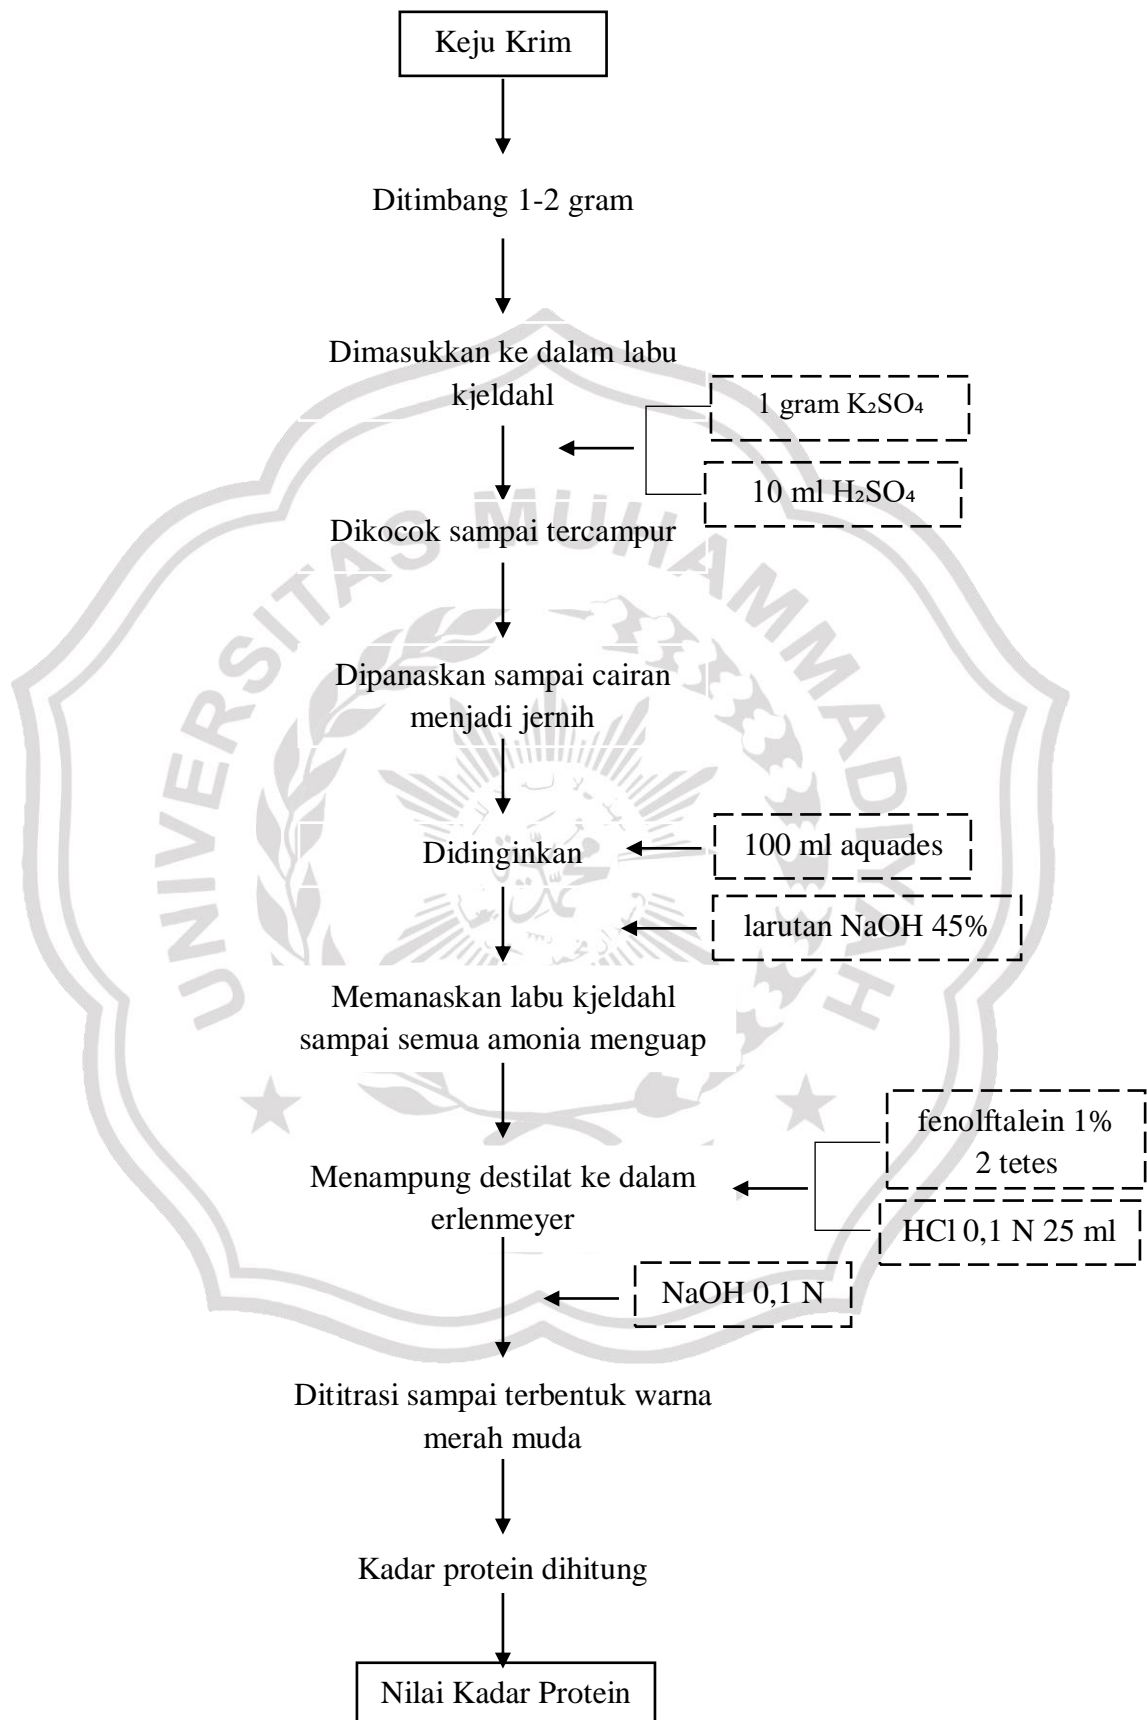 Keju Krim
Ditimbang 1-2 gram
Dimasukkan ke dalam labu
kjeldahl
1 gram K₂SO₄
10 ml H₂SO₄
Dikocok sampai tercampur
Dipanaskan sampai cairan
menjadi jernih
Didinginkan
100 ml aquades
larutan NaOH 45%
Memanaskan labu kjeldahl
sampai semua amonia menguap
Menampung destilat ke dalam
erlenmeyer
fenolftalein 1%
2 tetes
HCl 0,1 N 25 ml
NaOH 0,1 N
Dititrasi sampai terbentuk warna
merah muda
Kadar protein dihitung
Nilai Kadar Protein
UNIVERSITAS MUHAMMADIYAH